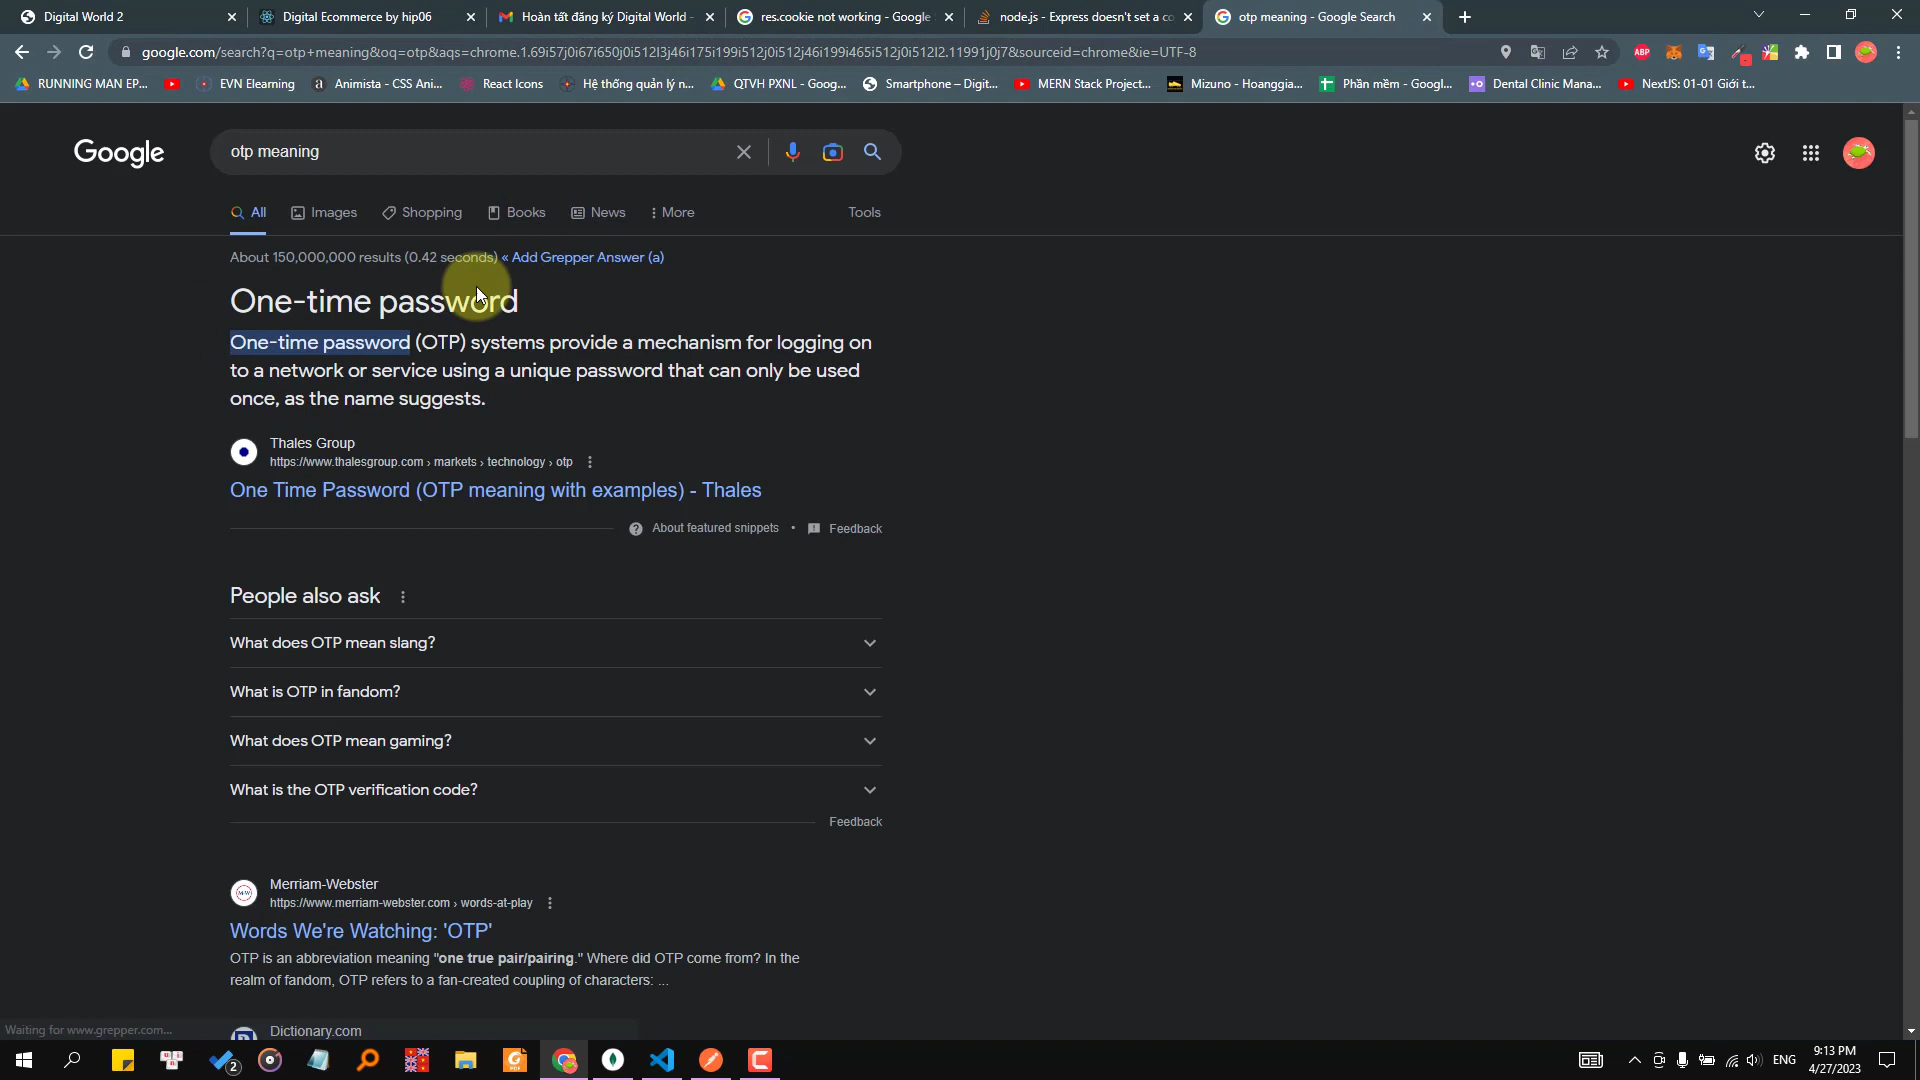 Digital World 2
Digital Ecommerce by hip06
Hoàn tất đăng ký Digital World -
res.cookie not working - Google
node.js - Express doesn't set a co
otp meaning - Google Search
google.com/search?q=otp+meaning&oq=otp&aqs=chrome.1.69i57j0i67i650j0i512l3j46i175i199i512j0i512j46i199i465i512j0i512l2.11991j0j7&sourceid=chrome&ie=UTF-8
RUNNING MAN EP...
EVN Elearning
Animista - CSS Ani...
React Icons
Hệ thống quản lý n...
QTVH PXNL - Goog...
Smartphone – Digit...
MERN Stack Project...
Mizuno - Hoanggia...
Phần mềm - Googl...
Dental Clinic Mana...
NextJS: 01-01 Giới t...
Google
otp meaning
All
Images
Shopping
Books
News
More
Tools
About 150,000,000 results (0.42 seconds) « Add Grepper Answer (a)
One-time password
One-time password (OTP) systems provide a mechanism for logging on
to a network or service using a unique password that can only be used
once, as the name suggests.
Thales Group
https://www.thalesgroup.com › markets › technology › otp
One Time Password (OTP meaning with examples) - Thales
About featured snippets • Feedback
People also ask
What does OTP mean slang?
What is OTP in fandom?
What does OTP mean gaming?
What is the OTP verification code?
Feedback
Merriam-Webster
https://www.merriam-webster.com › words-at-play
Words We're Watching: 'OTP'
OTP is an abbreviation meaning "one true pair/pairing." Where did OTP come from? In the
realm of fandom, OTP refers to a fan-created coupling of characters: ...
Dictionary.com
Waiting for www.grepper.com...
2
ENG
9:13 PM
4/27/2023